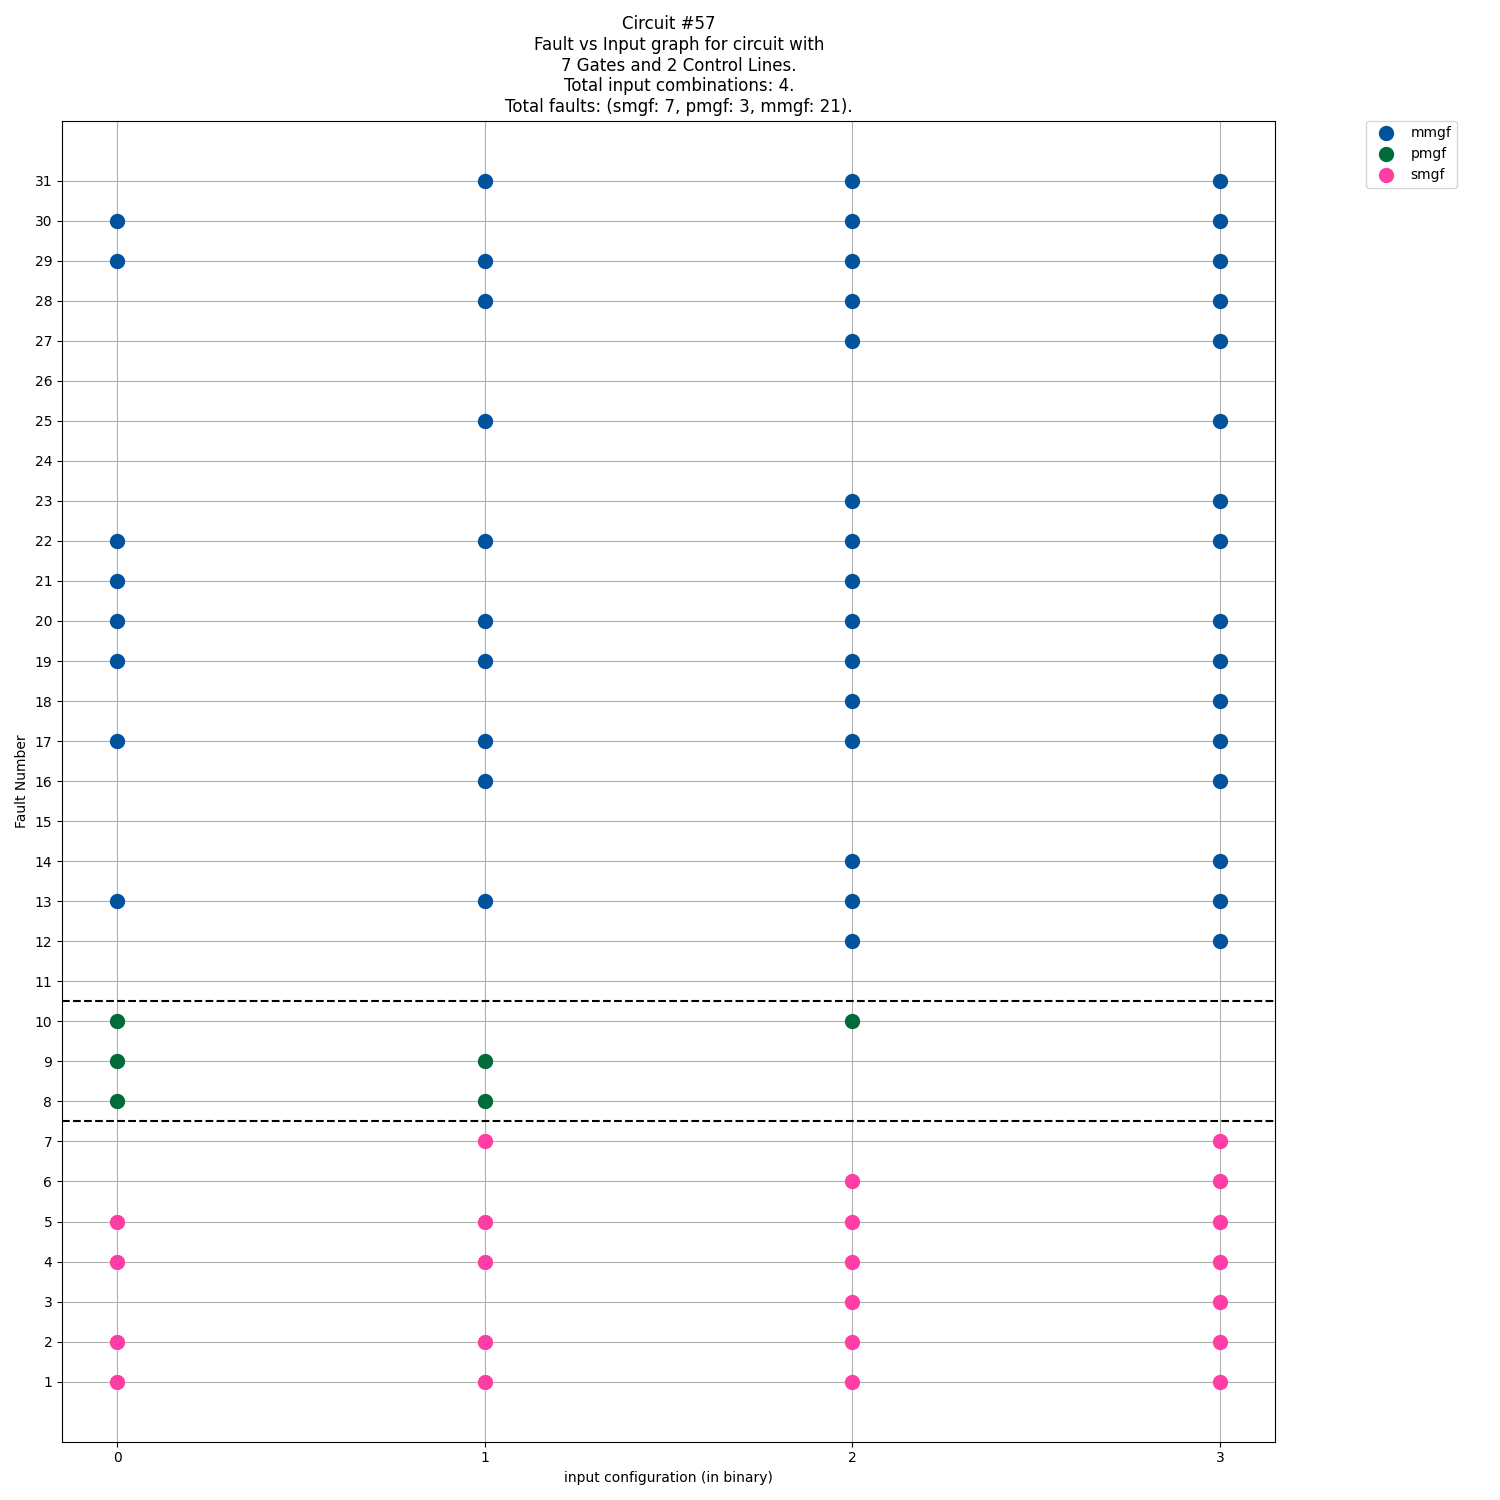 Circuit #57
Fault vs Input graph for circuit with
7 Gates and 2 Control Lines.
Total input combinations: 4.
Total faults: (smgf: 7, pmgf: 3, mmgf: 21).
mmgf
pmgf
smgf
Fault Number
31
30
29
28
27
26
25
24
23
22
21
20
19
18
17
16
15
14
13
12
11
10
9
8
7
6
5
4
3
2
1
0 1 2 3
input configuration (in binary)